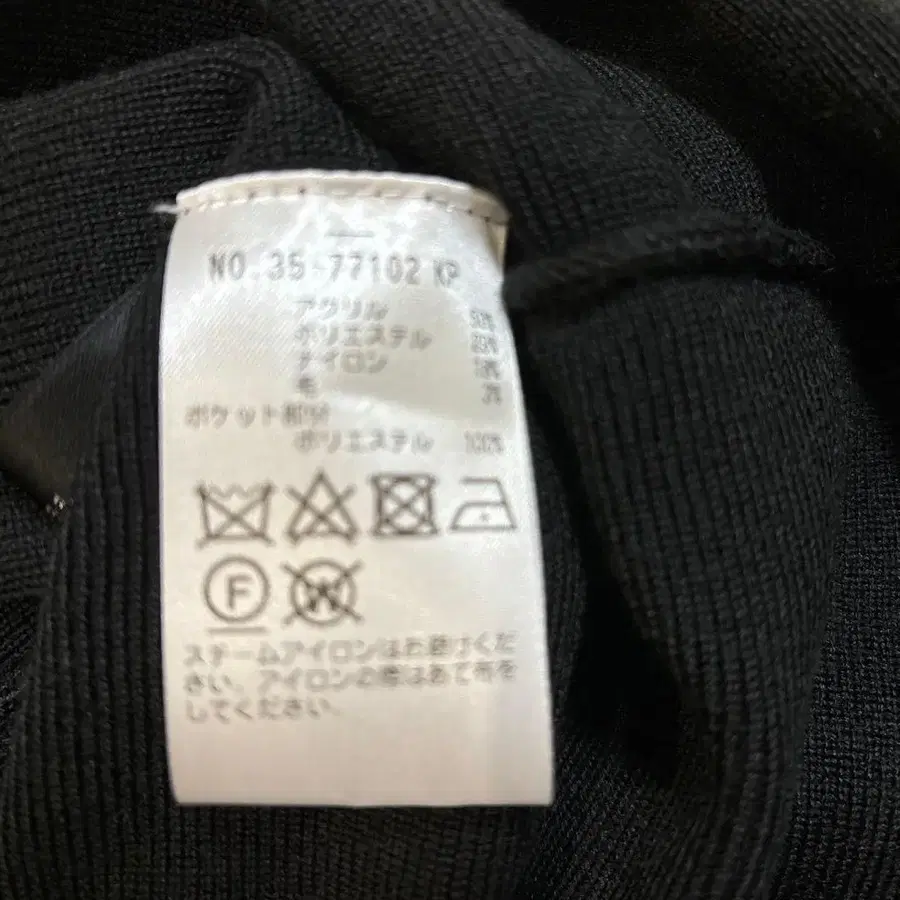 NO. 35-77102 KP
アクリル
ポリエステル
ナイロン
毛
ポケット部分
ポリエステル 100%
F
W
スチームアイロンはお避けくだ
さい。アイロンの際はあて布を
してください。